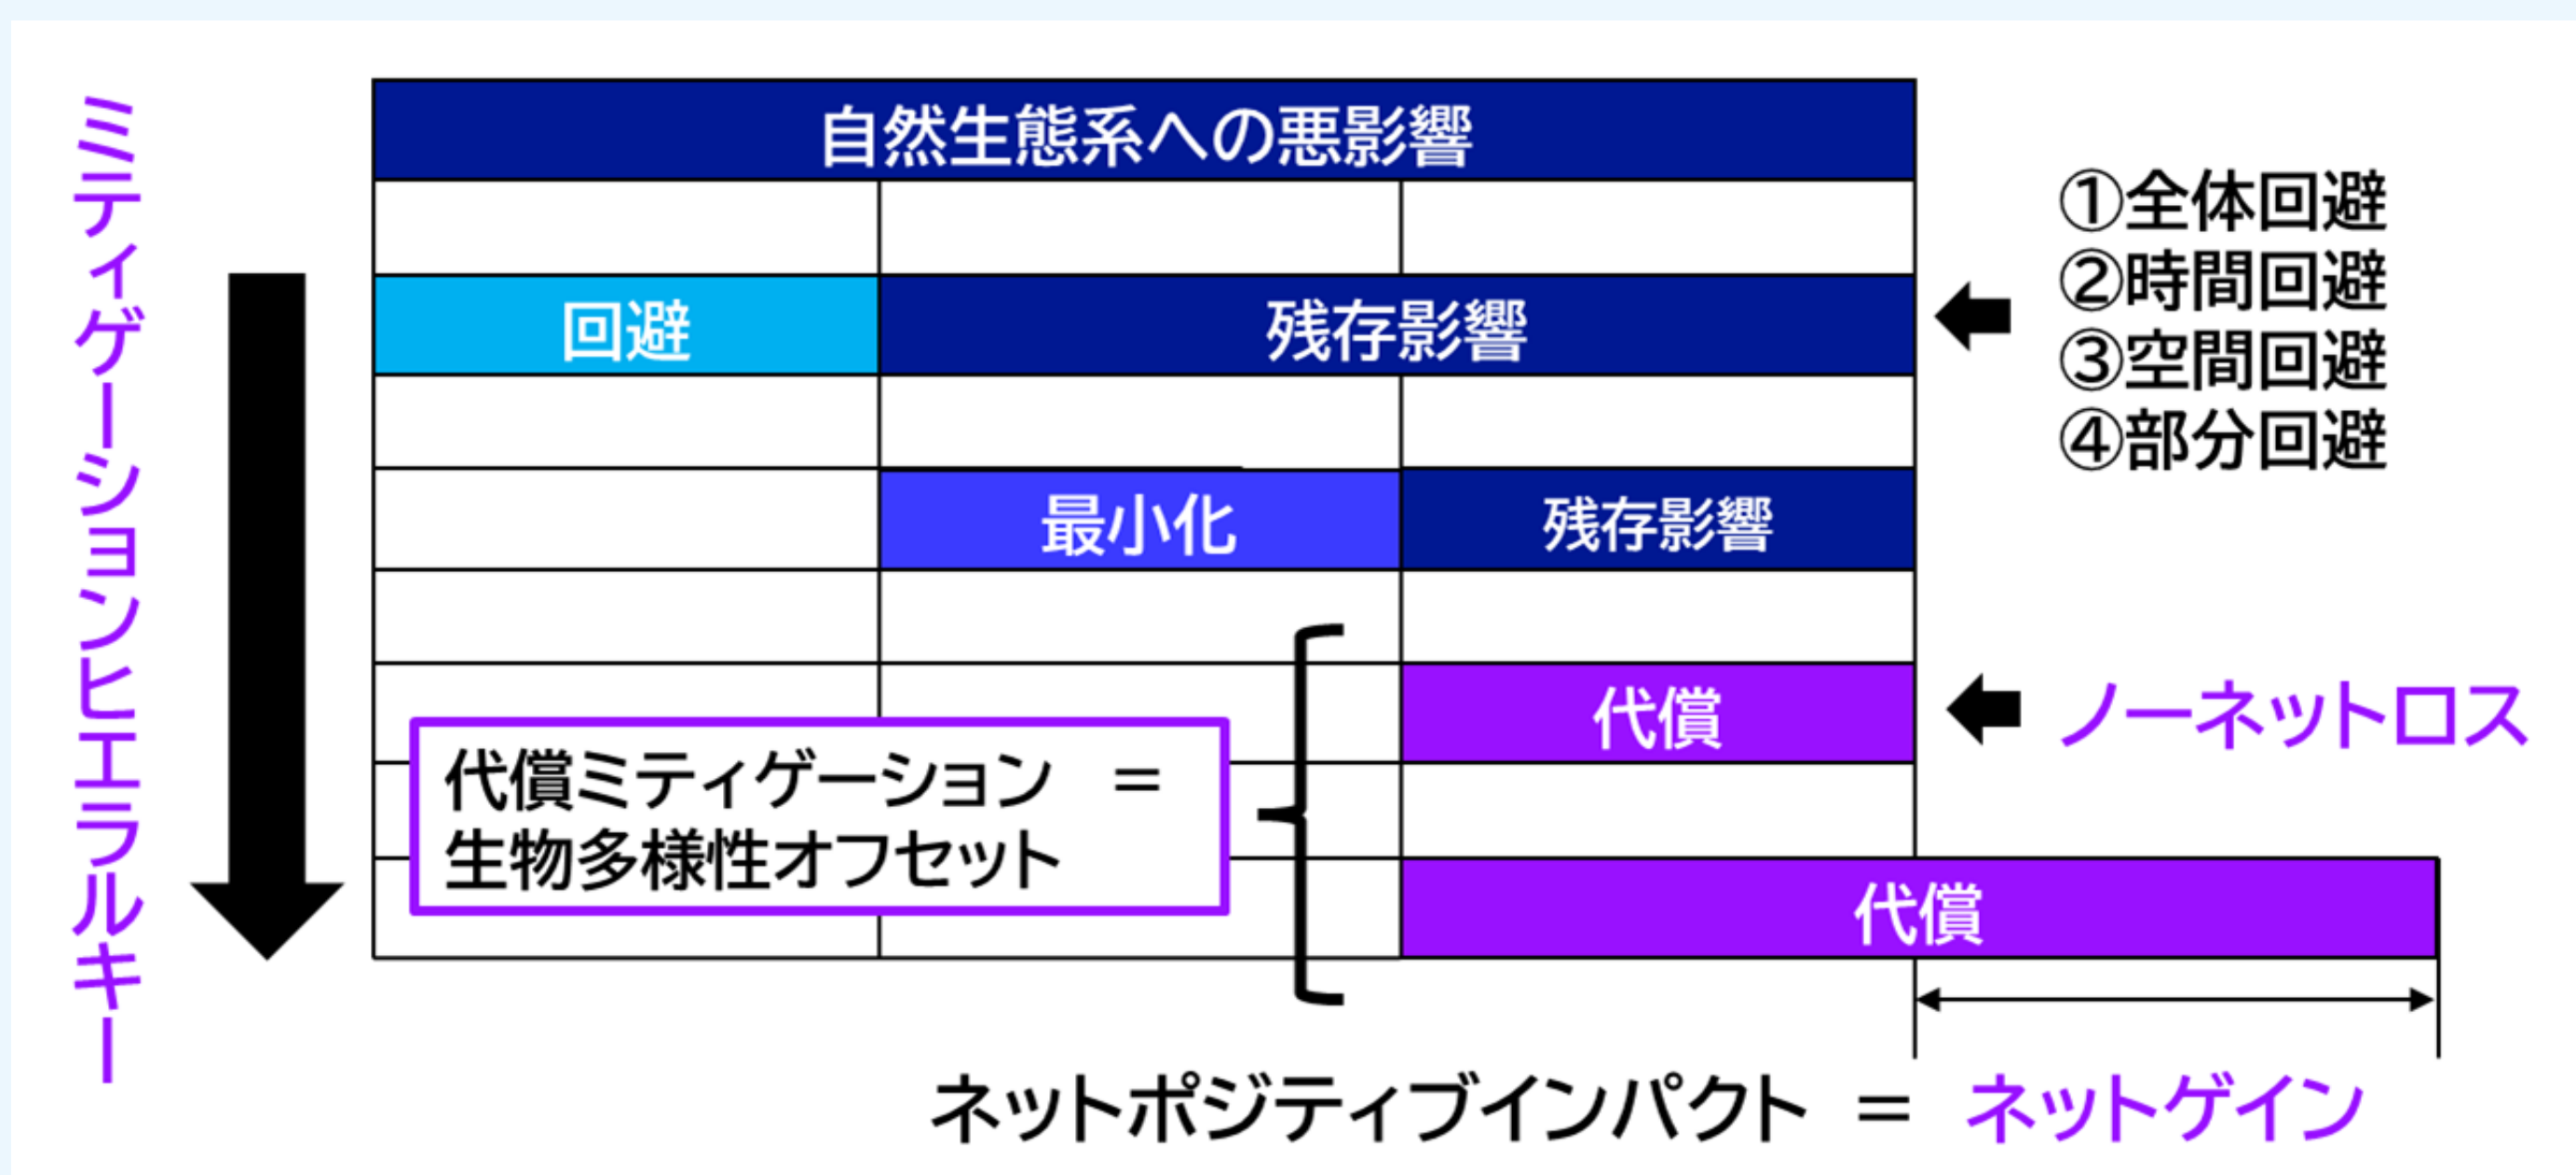 ミティゲーションヒエラルキー
自然生態系への悪影響
回避
残存影響
①全体回避
②時間回避
③空間回避
④部分回避
最小化
残存影響
代償
ノーネットロス
代償ミティゲーション =
生物多様性オフセット
代償
ネットポジティブインパクト = ネットゲイン